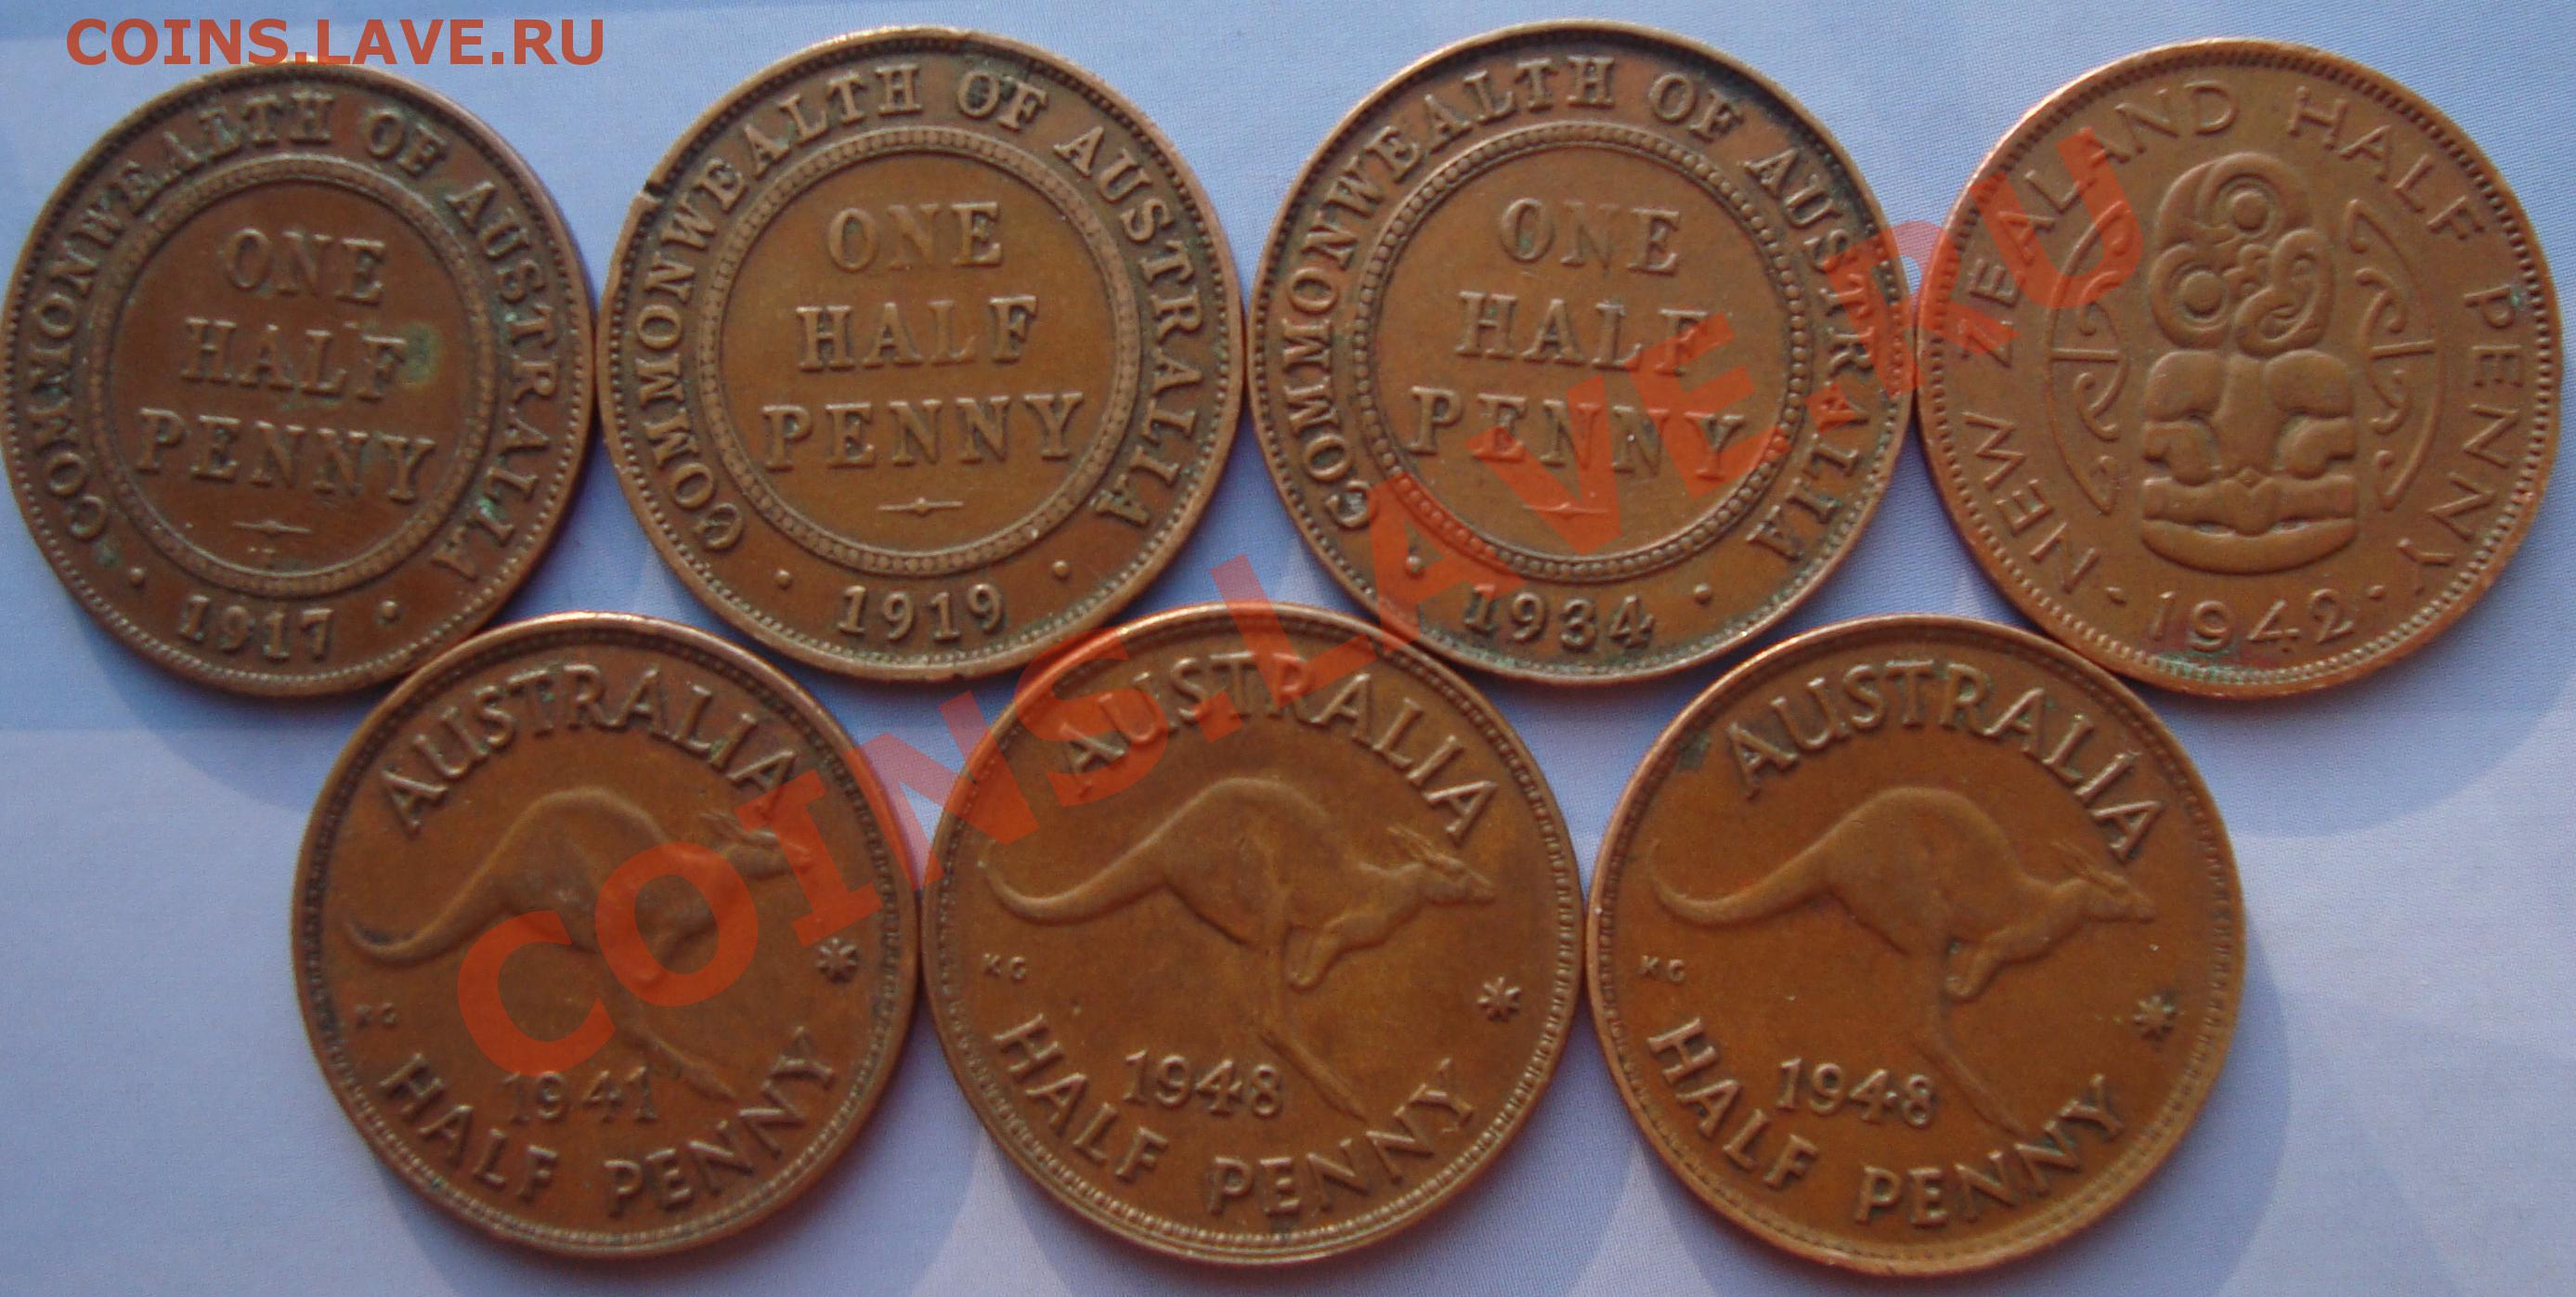 COINS.LAVE.RU
COMMONWEALTH OF AUSTRALIA
ONE
HALF
PENNY
· 1917 ·
COMMONWEALTH OF AUSTRALIA
ONE
HALF
PENNY
· 1919 ·
COMMONWEALTH OF AUSTRALIA
ONE
HALF
PENNY
· 1934 ·
NEW ZEALAND HALF PENNY
· 1942 ·
AUSTRALIA
KG
1941
HALF PENNY
AUSTRALIA
KG
1948
HALF PENNY
AUSTRALIA
KG
1948
HALF PENNY
COINS.LAVE.RU